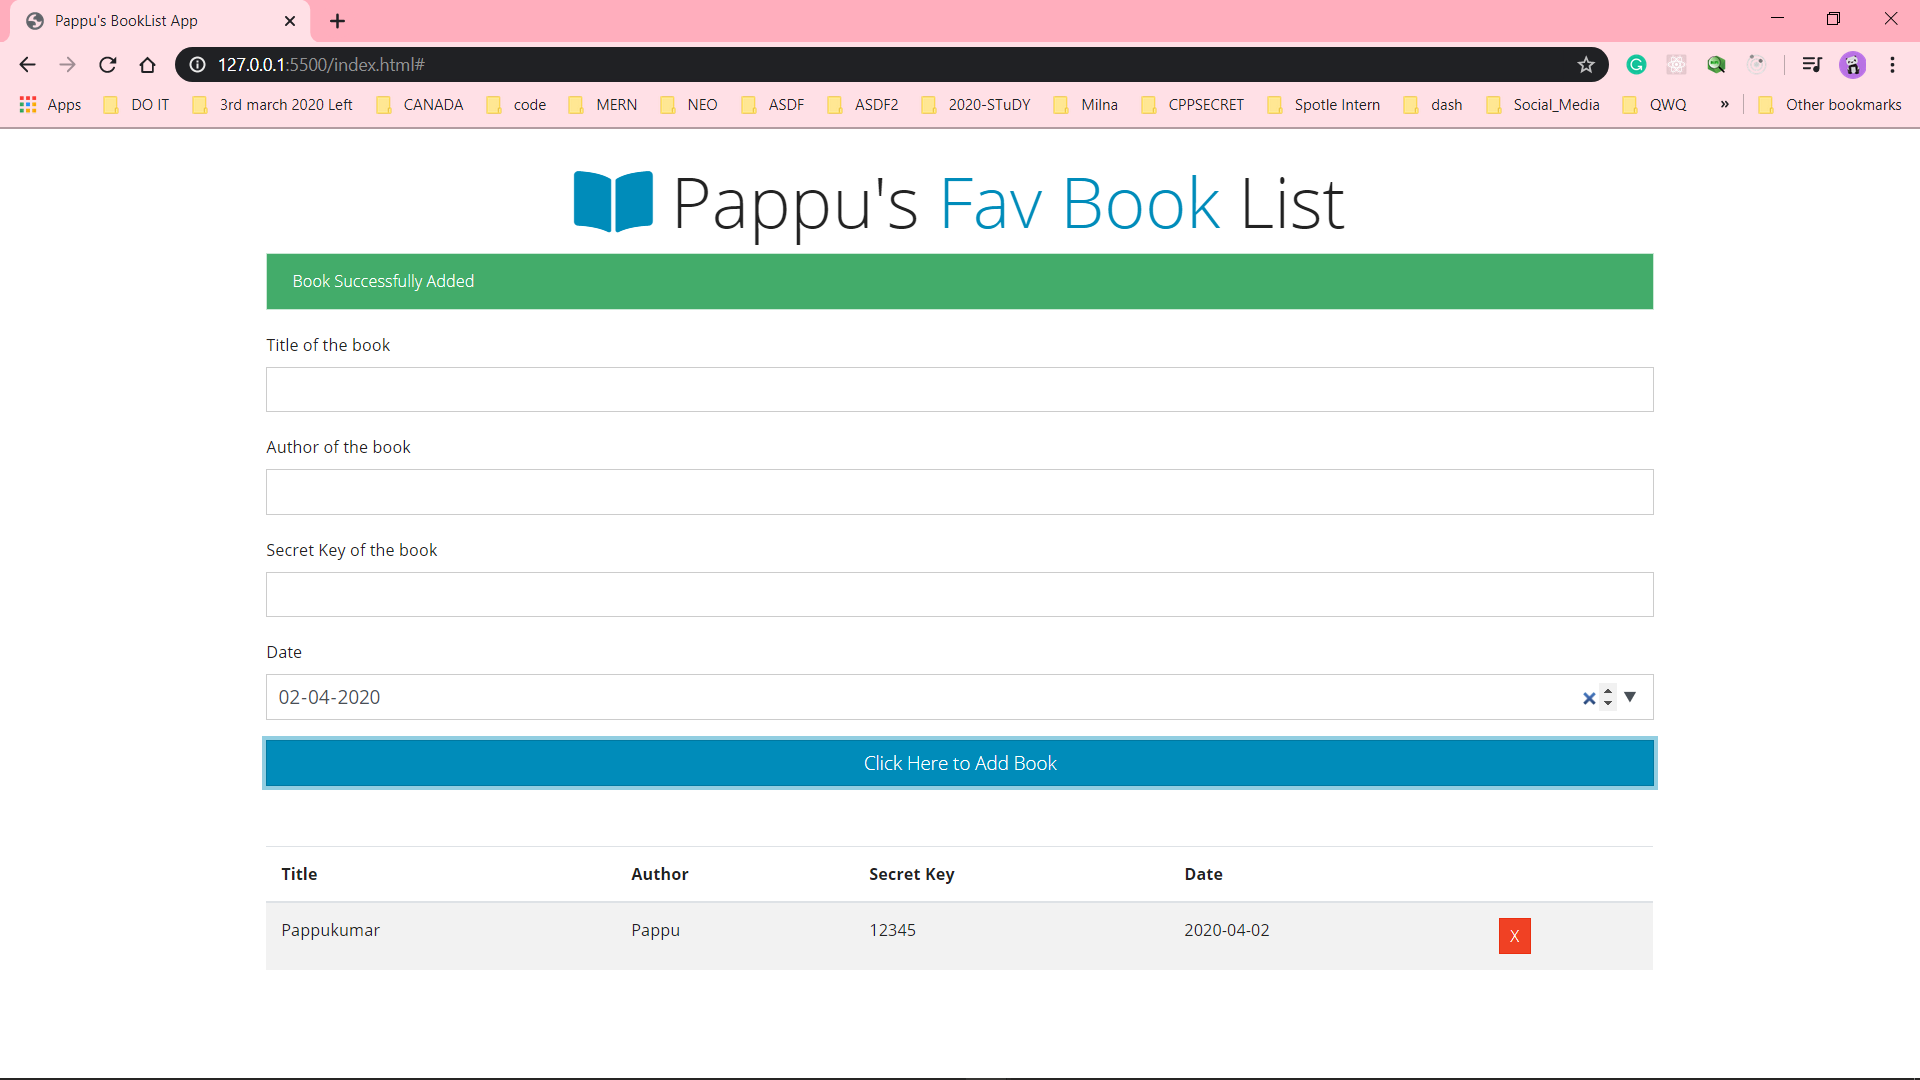 Pappu's BookList App
127.0.0.1:5500/index.html#
Apps DO IT 3rd march 2020 Left CANADA code MERN NEO ASDF ASDF2 2020-STuDY Milna CPPSECRET Spotle Intern dash Social_Media QWQ » Other bookmarks
Pappu's Fav Book List
Book Successfully Added
Title of the book
Author of the book
Secret Key of the book
Date
02-04-2020
Click Here to Add Book
Title Author Secret Key Date
Pappukumar Pappu 12345 2020-04-02 X